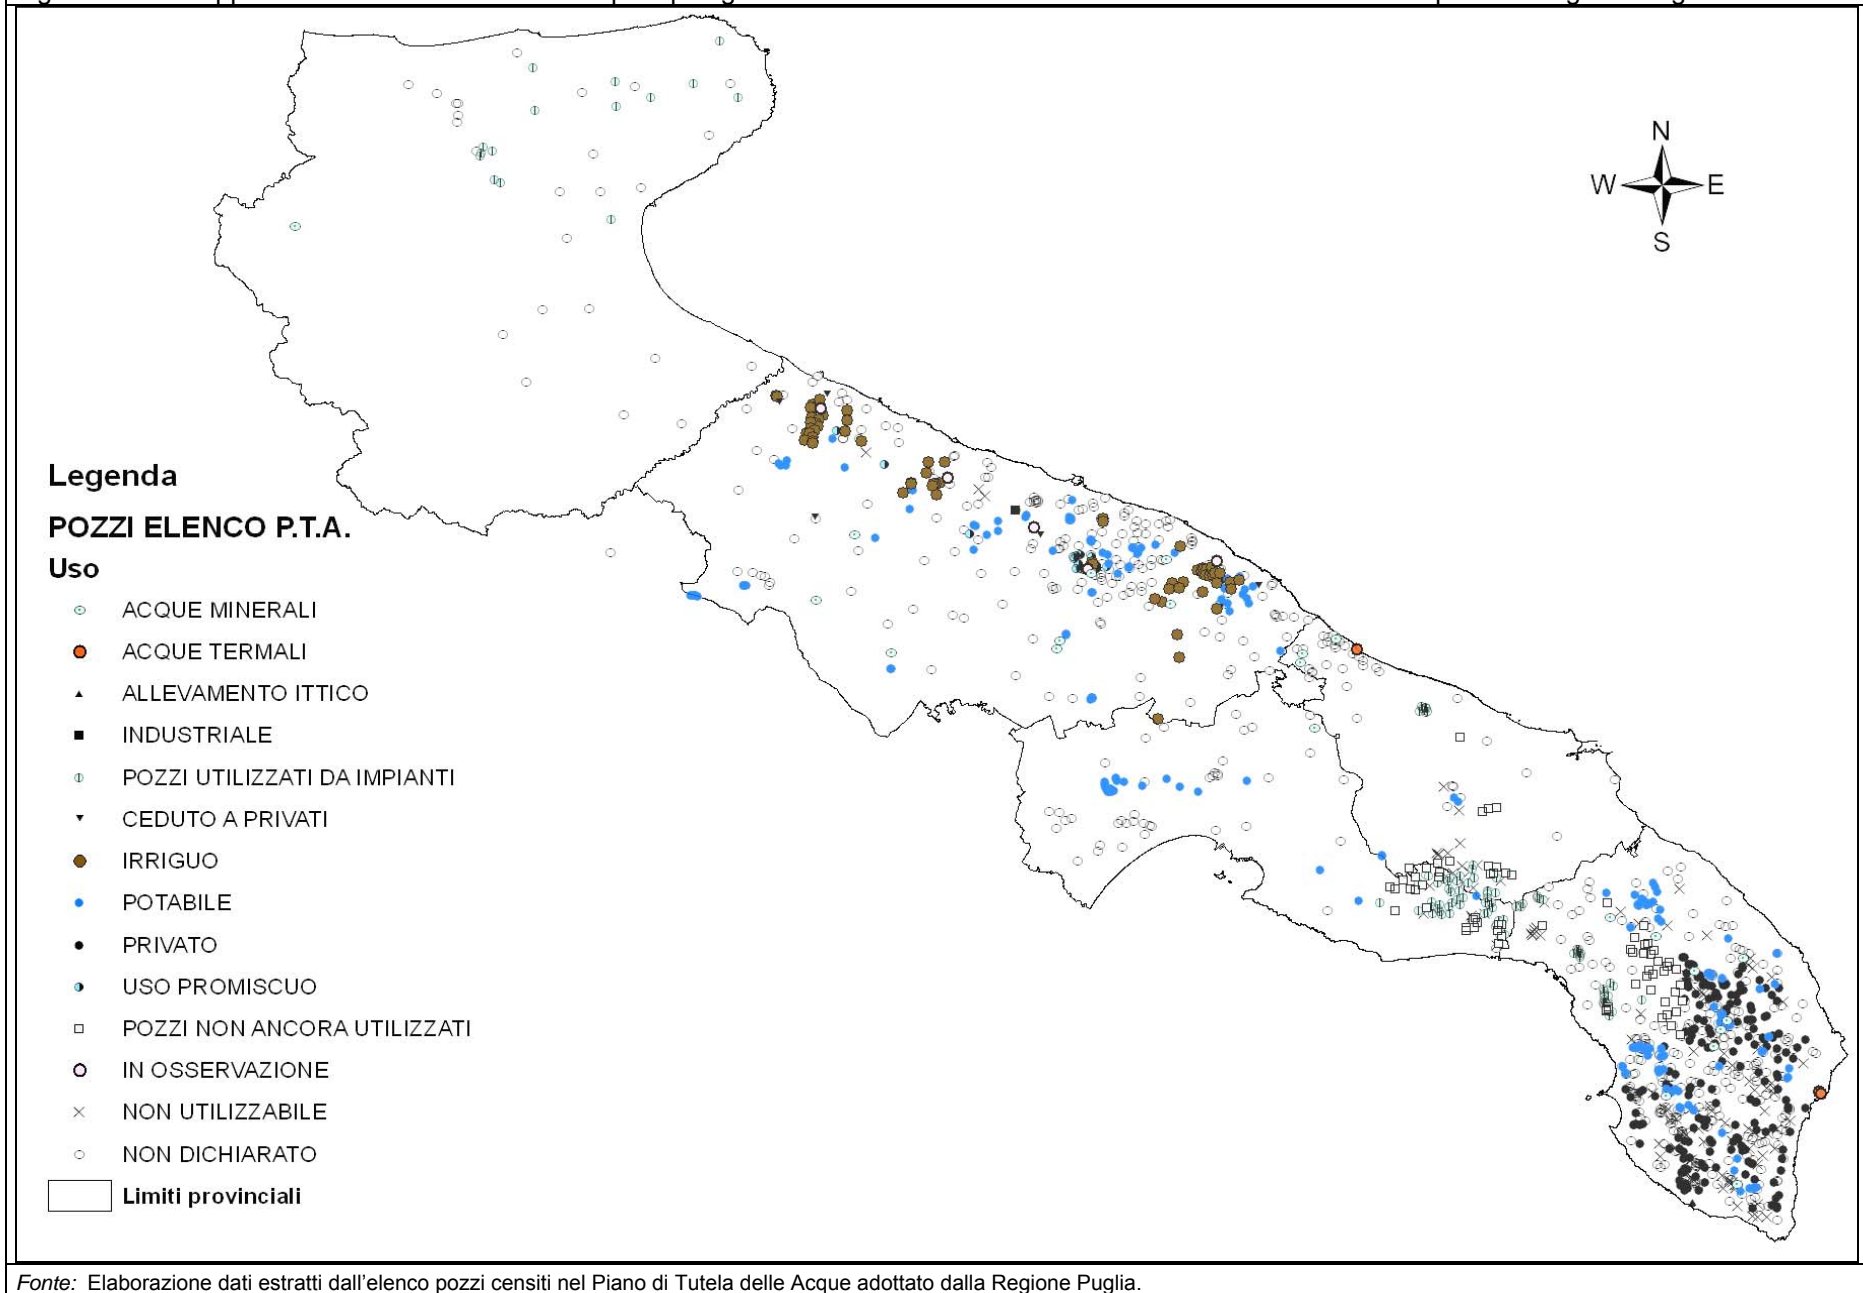 N
W E
S
Legenda
POZZI ELENCO P.T.A.
Uso
ACQUE MINERALI
ACQUE TERMALI
ALLEVAMENTO ITTICO
INDUSTRIALE
POZZI UTILIZZATI DA IMPIANTI
CEDUTO A PRIVATI
IRRIGUO
POTABILE
PRIVATO
USO PROMISCUO
POZZI NON ANCORA UTILIZZATI
IN OSSERVAZIONE
NON UTILIZZABILE
NON DICHIARATO
Limiti provinciali
Fonte: Elaborazione dati estratti dall'elenco pozzi censiti nel Piano di Tutela delle Acque adottato dalla Regione Puglia.